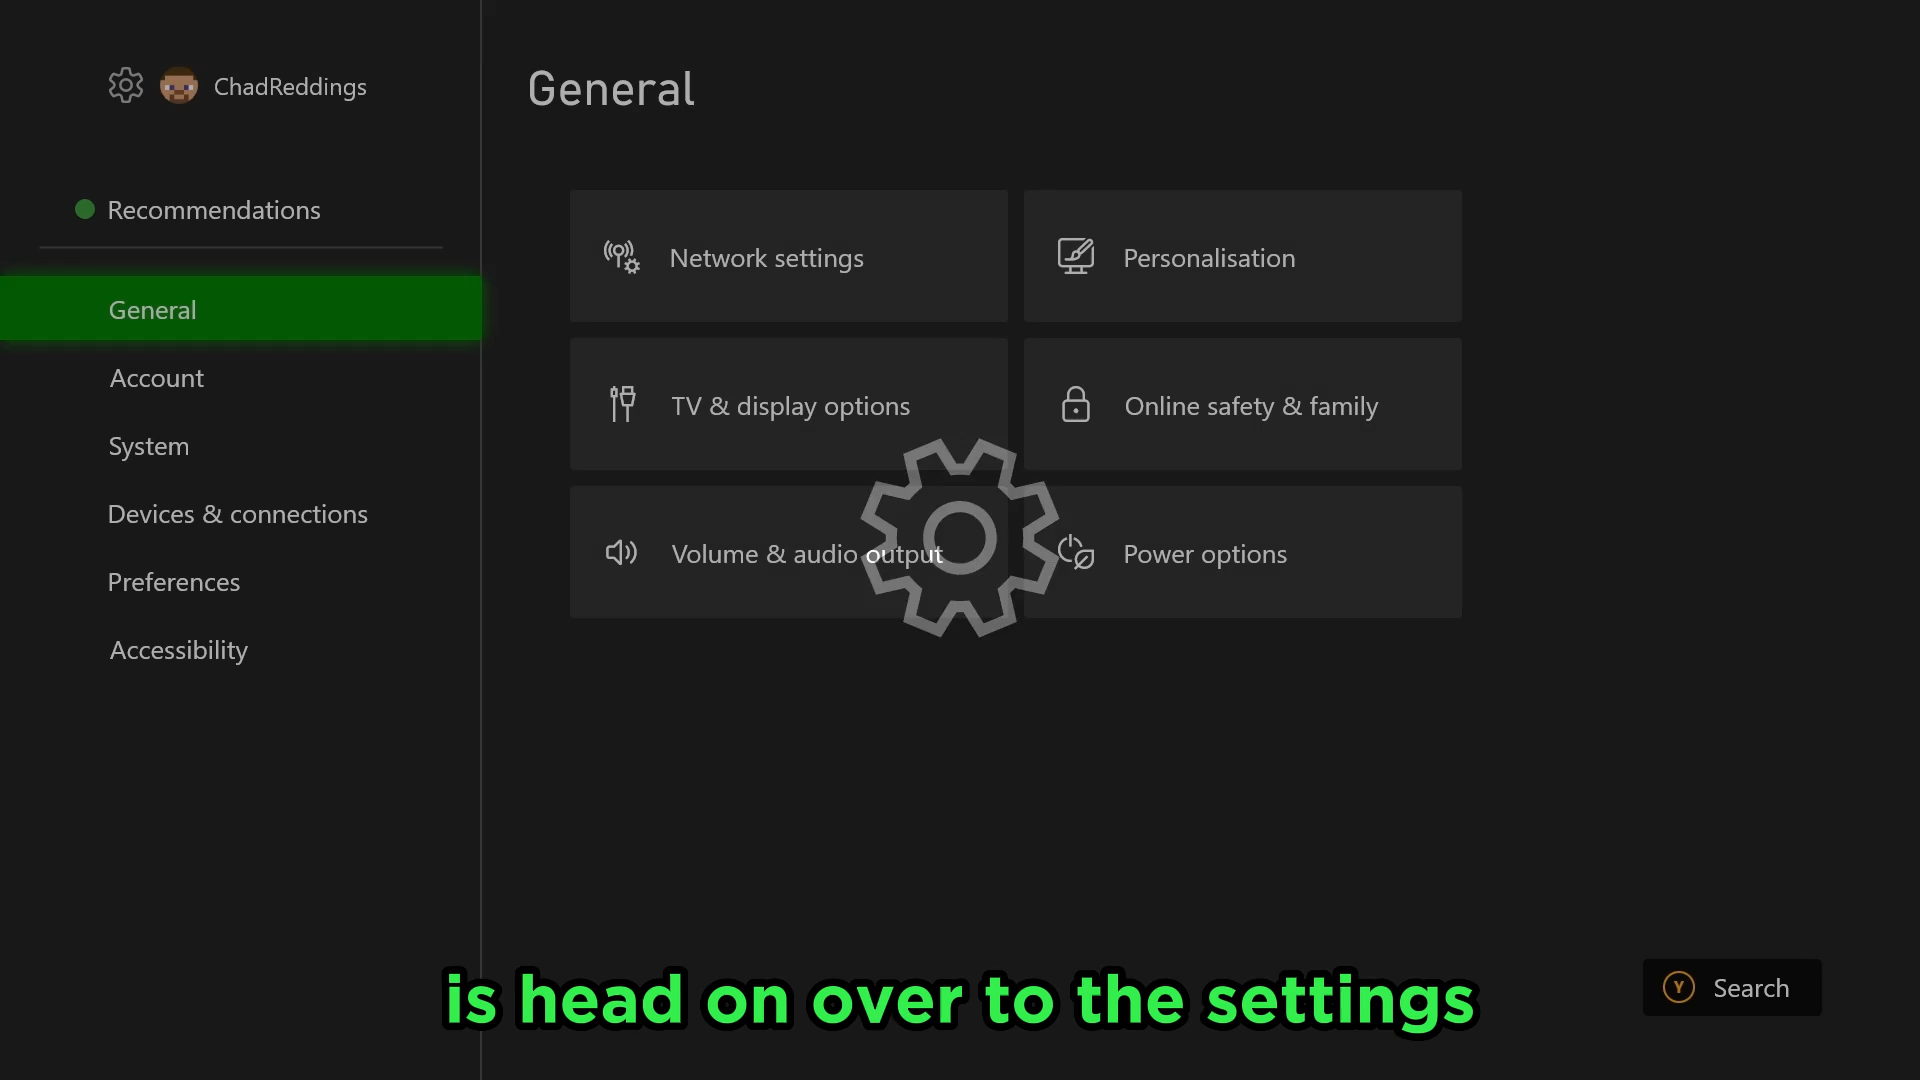 ChadReddings
Recommendations
General
Account
System
Devices & connections
Preferences
Accessibility
General
Network settings
Personalisation
TV & display options
Online safety & family
Volume & audio output
Power options
Y Search
is head on over to the settings